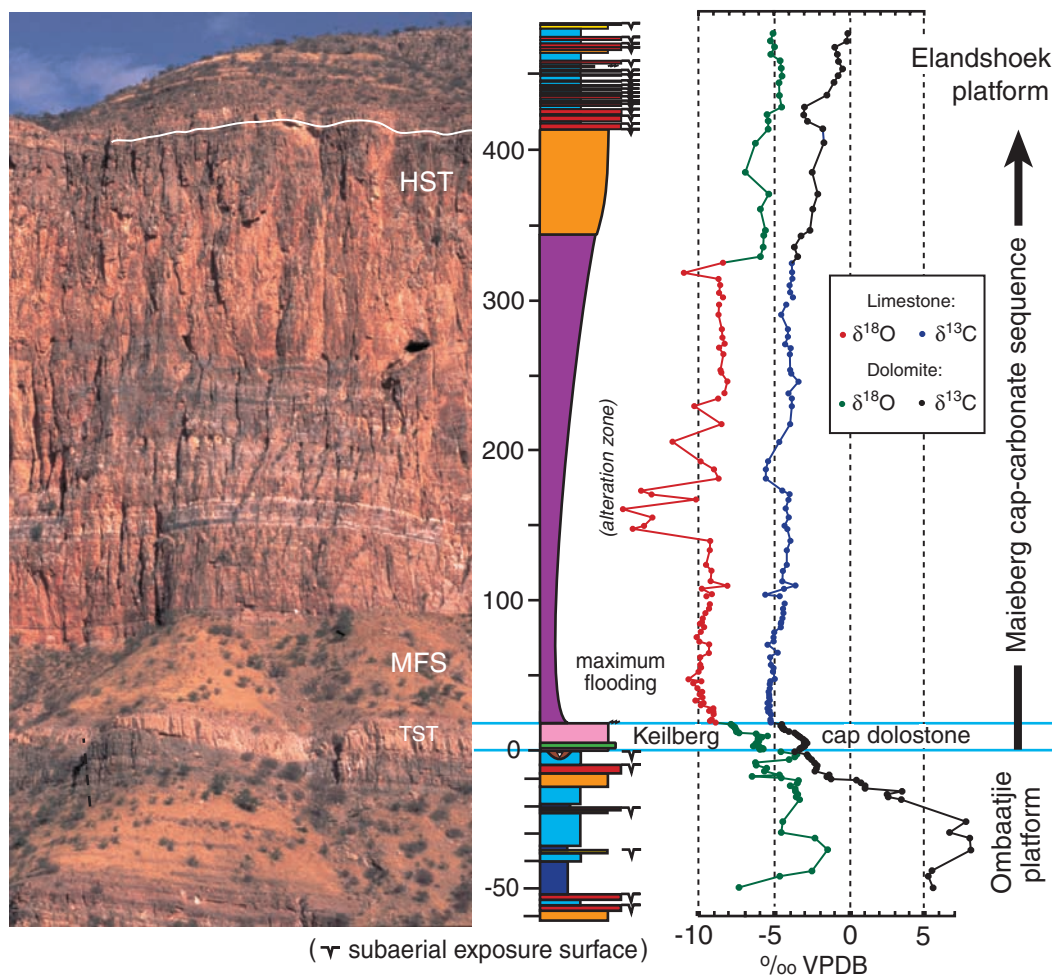 HST
MFS
TST
400
300
200
100
0
-50
(alteration zone)
maximum
flooding
Keilberg
cap dolostone
Limestone:
δ18O
δ13C
Dolomite:
δ18O
δ13C
Elandshoek
platform
Maieberg cap-carbonate sequence
Ombaatjie
platform
-10
-5
0
5
o/oo VPDB
( subaerial exposure surface)